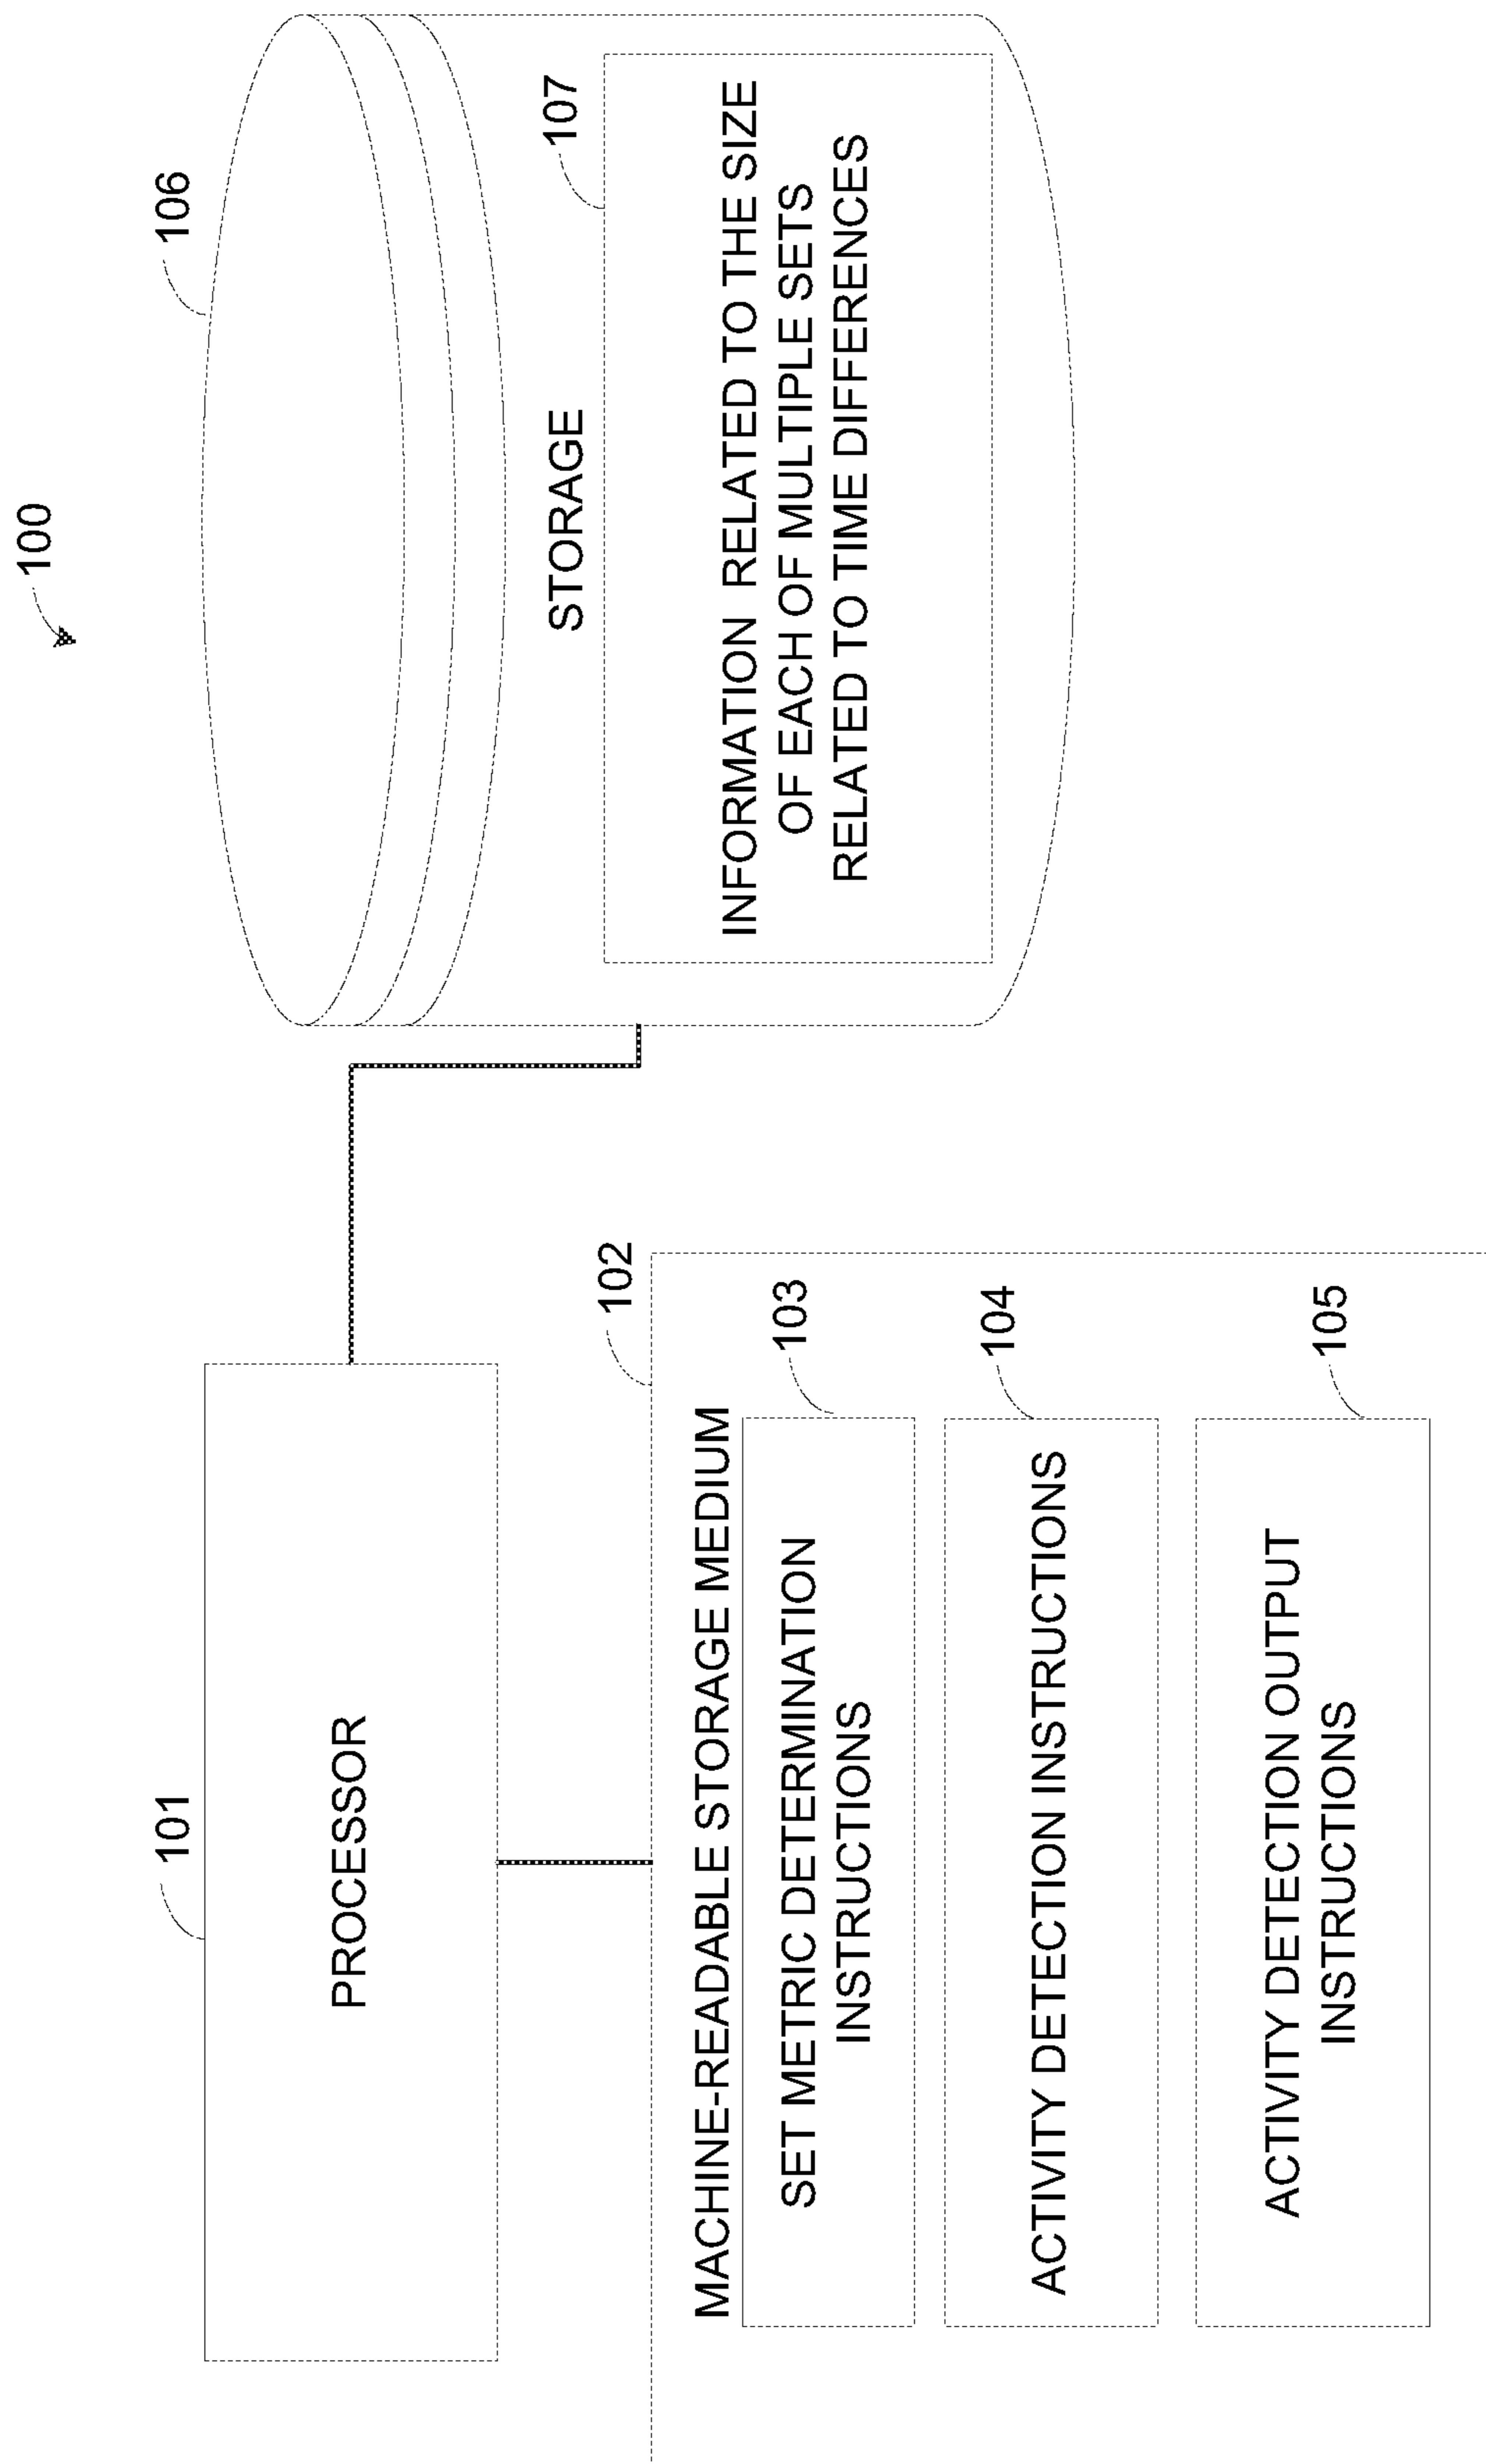 100
101
PROCESSOR
106
STORAGE
107
INFORMATION RELATED TO THE SIZE
OF EACH OF MULTIPLE SETS
RELATED TO TIME DIFFERENCES
102
MACHINE-READABLE STORAGE MEDIUM
103
SET METRIC DETERMINATION
INSTRUCTIONS
104
ACTIVITY DETECTION INSTRUCTIONS
105
ACTIVITY DETECTION OUTPUT
INSTRUCTIONS